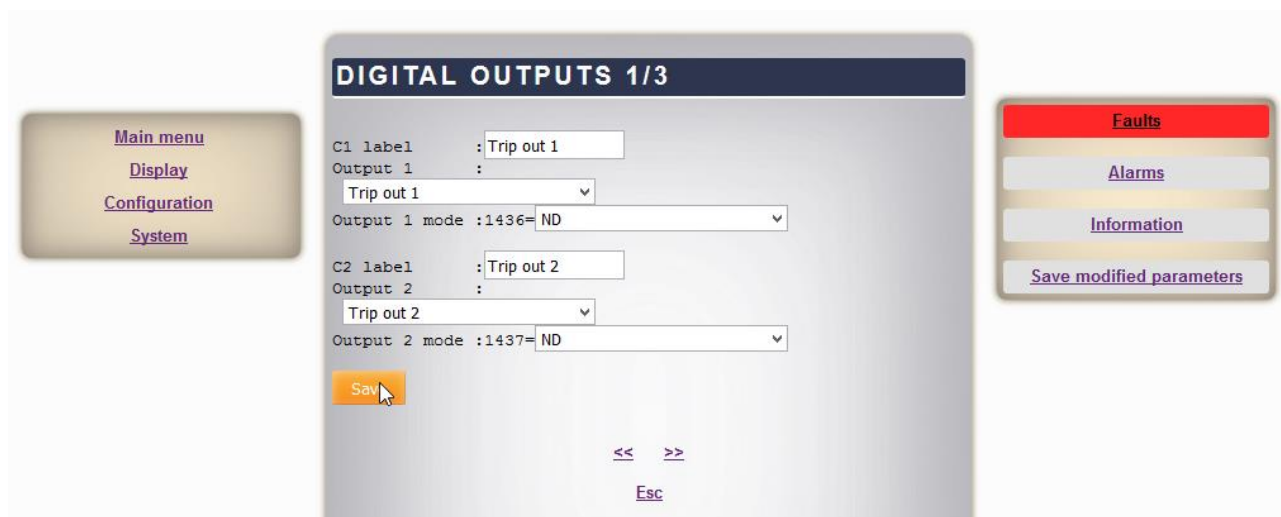 DIGITAL OUTPUTS 1/3
Main menu
Display
Configuration
System
C1 label :Trip out 1
Output 1 :
Trip out 1
Output 1 mode :1436=ND
C2 label :Trip out 2
Output 2 :
Trip out 2
Output 2 mode :1437=ND
<< >>
Esc
Faults
Alarms
Information
Save modified parameters